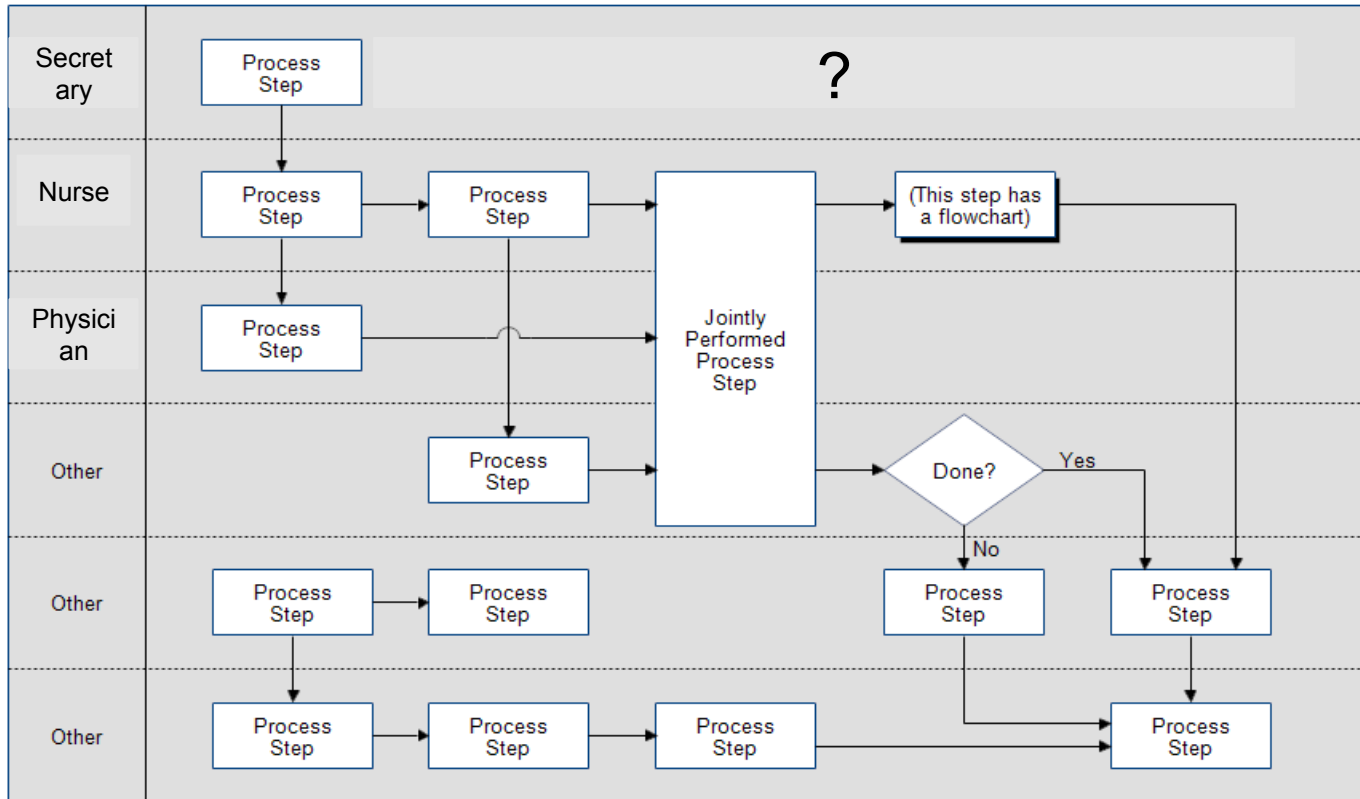 Secret
ary
Process
Step
?
Nurse
Process
Step
Process
Step
(This step has
a flowchart)
Physici
an
Process
Step
Jointly
Performed
Process
Step
Other
Process
Step
Done?
Yes
No
Other
Process
Step
Process
Step
Process
Step
Process
Step
Other
Process
Step
Process
Step
Process
Step
Process
Step